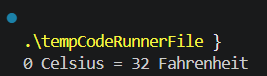 .\tempCodeRunnerFile }
0 Celsius = 32 Fahrenheit